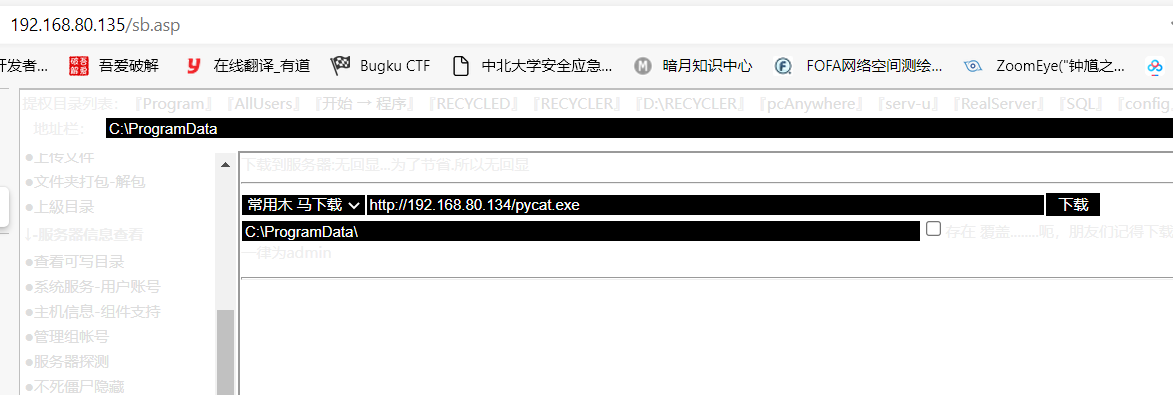 192.168.80.135/sb.asp
开发者... 吾爱破解 在线翻译_有道 Bugku CTF 中北大学安全应急... 暗月知识中心 FOFA网络空间测绘... ZoomEye("钟馗之...
提权目录列表: 『Program』 『AllUsers』 『开始 → 程序』 『RECYCLED』 『RECYCLER』 『D:\RECYCLER』 『pcAnywhere』 『serv-u』 『RealServer』 『SQL』 『config
地址栏: C:\ProgramData
●上传文件
●文件夹打包-解包
●上級目录
↓-服务器信息查看
●查看可写目录
●系统服务-用户账号
●主机信息-组件支持
●管理组帐号
●服务器探测
●不死僵尸隐藏
下载到服务器:无回显...为了节省.所以无回显
常用木 马下载 http://192.168.80.134/pycat.exe 下载
C:\ProgramData\ 存在 覆盖........呃，朋友们记得下载
一律为admin